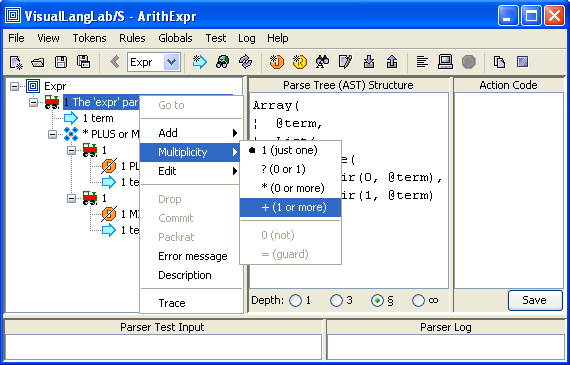 VisualLangLab/S - ArithExpr
File View Tokens Rules Globals Test Log Help
Expr
Parse Tree (AST) Structure
Action Code
Expr
1 The 'expr' par
1 term
* PLUS or M
1
1 PL
1 te
1
1 MI
1 te
Go to
Add
Multiplicity
Edit
Drop
Commit
Packrat
Error message
Description
Trace
1 (just one)
? (0 or 1)
* (0 or more)
+ (1 or more)
0 (not)
= (guard)
Array(
¦ @term,
e(
ir(0, @term)
ir(1, @term)
Depth: 1 3 § ∞
Save
Parser Test Input
Parser Log